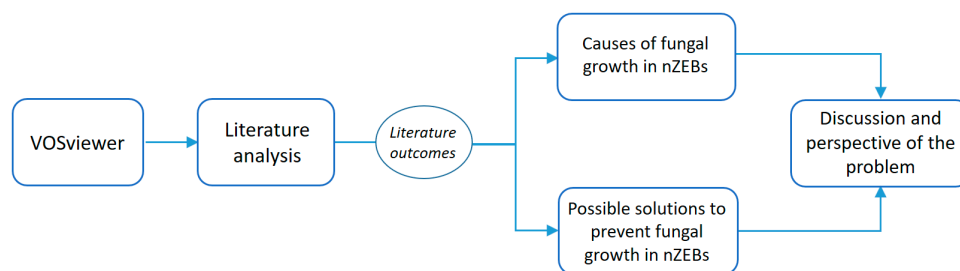 VOSviewer
Literature
analysis
Literature
outcomes
Causes of fungal
growth in nZEBs
Possible solutions to
prevent fungal
growth in nZEBs
Discussion and
perspective of the
problem